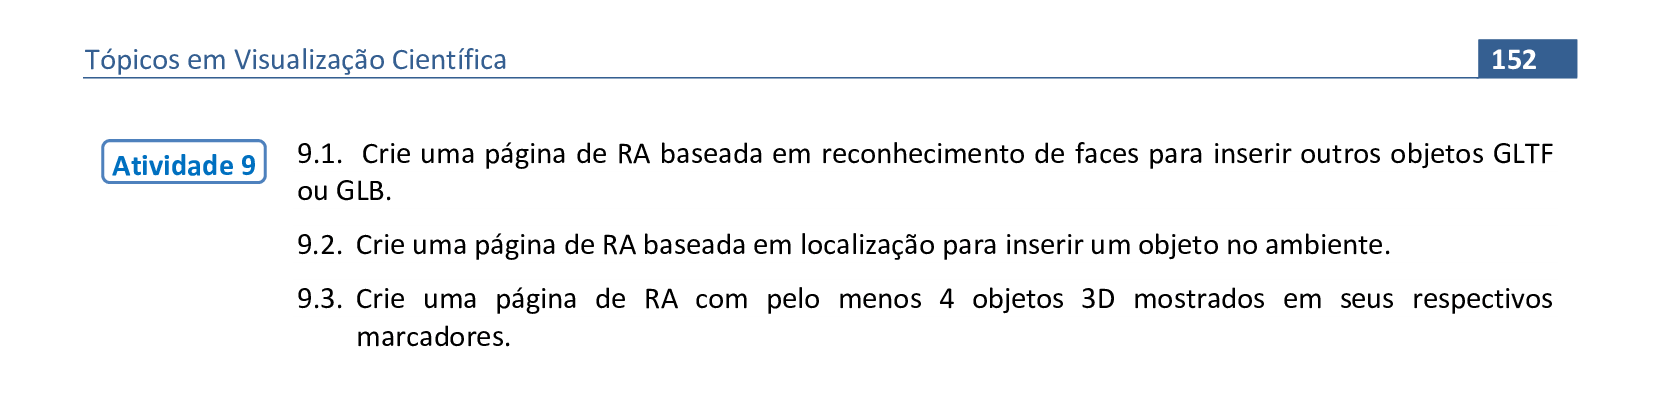 Tópicos em Visualização Científica 152
Atividade 9
9.1. Crie uma página de RA baseada em reconhecimento de faces para inserir outros objetos GLTF
ou GLB.
9.2. Crie uma página de RA baseada em localização para inserir um objeto no ambiente.
9.3. Crie uma página de RA com pelo menos 4 objetos 3D mostrados em seus respectivos
marcadores.